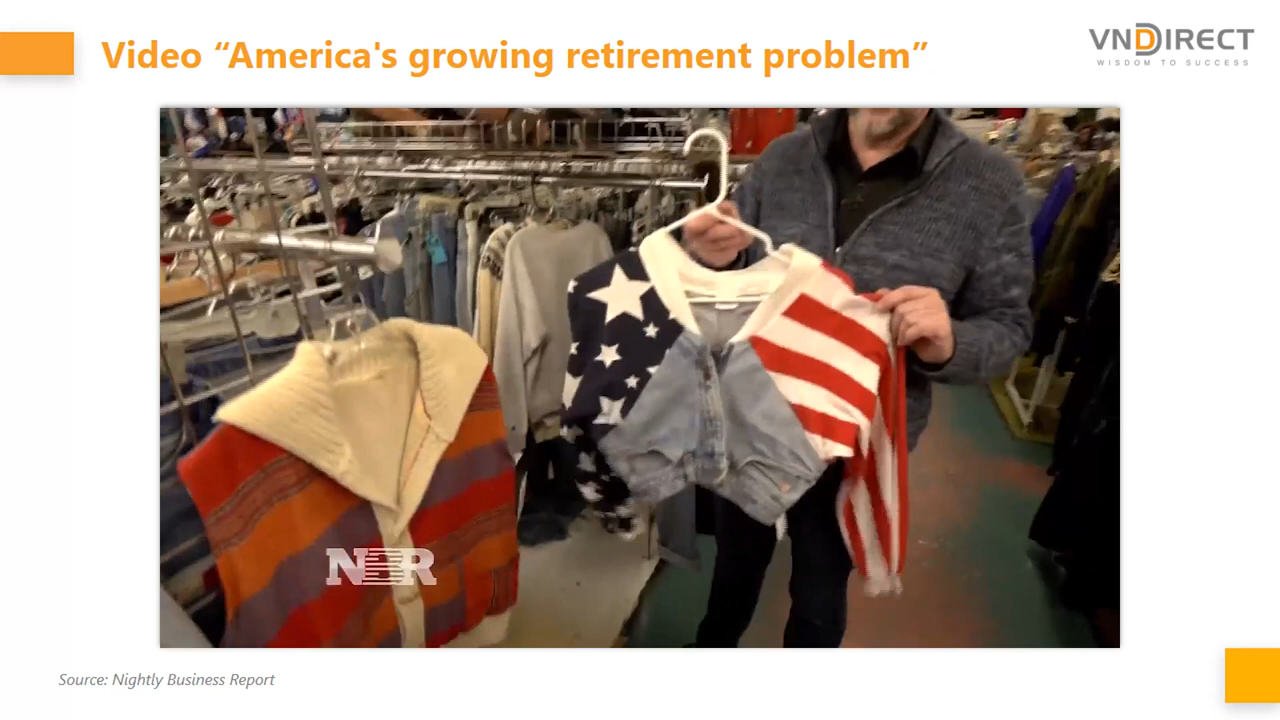 Video “America's growing retirement problem”
VNDIRECT
WISDOM TO SUCCESS
NBR
Source: Nightly Business Report